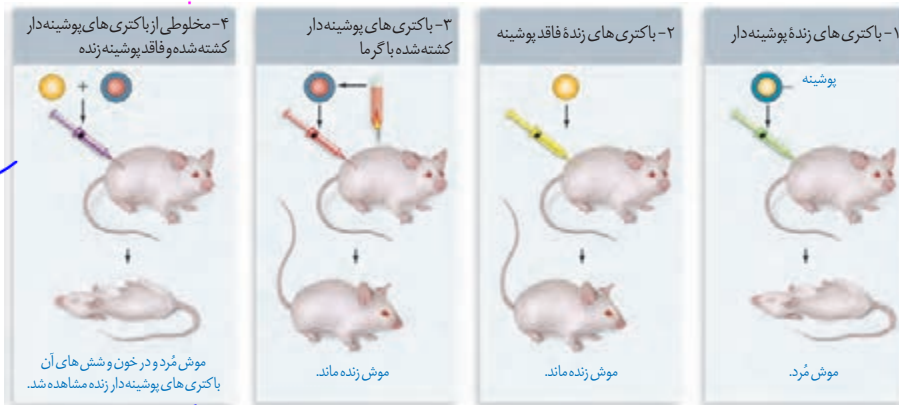 ۱- باکتری‌های زندهٔ پوشینه‌دار
پوشینه
موش مُرد.
۲- باکتری‌های زندهٔ فاقد پوشینه
موش زنده ماند.
۳- باکتری‌های پوشینه‌دار
کشته‌شده با گرما
موش زنده ماند.
۴- مخلوطی از باکتری‌های پوشینه‌دار
کشته‌شده و فاقد پوشینه زنده
+
موش مُرد و در خون و شش‌های آن
باکتری‌های پوشینه‌دار زنده مشاهده شد.